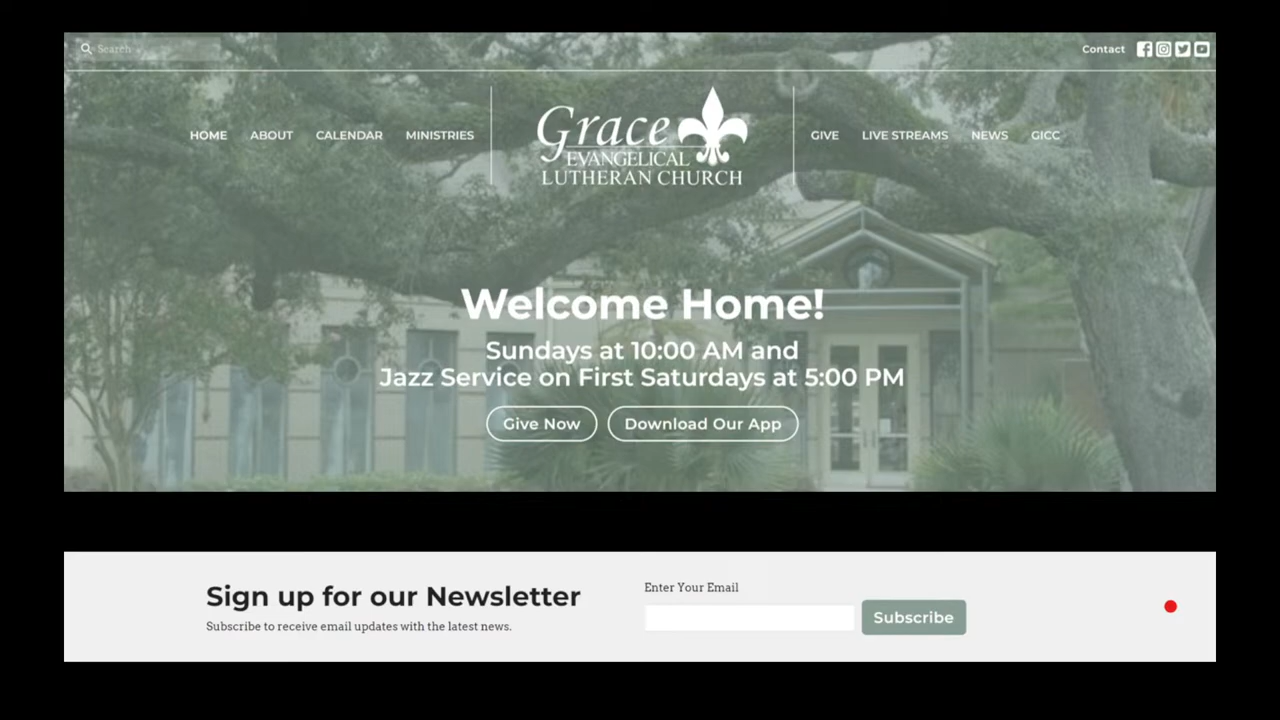 Search
Contact
HOME ABOUT CALENDAR MINISTRIES
Grace
EVANGELICAL
LUTHERAN CHURCH
GIVE LIVE STREAMS NEWS GICC
Welcome Home!
Sundays at 10:00 AM and
Jazz Service on First Saturdays at 5:00 PM
Give Now
Download Our App
Sign up for our Newsletter
Subscribe to receive email updates with the latest news.
Enter Your Email
Subscribe